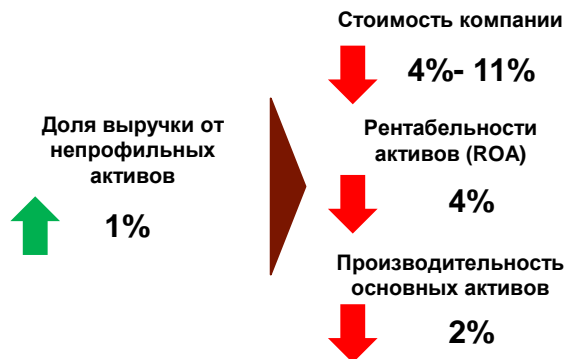 Стоимость компании
4%- 11%
Доля выручки от
непрофильных
активов
1%
Рентабельности
активов (ROA)
4%
Производительность
основных активов
2%